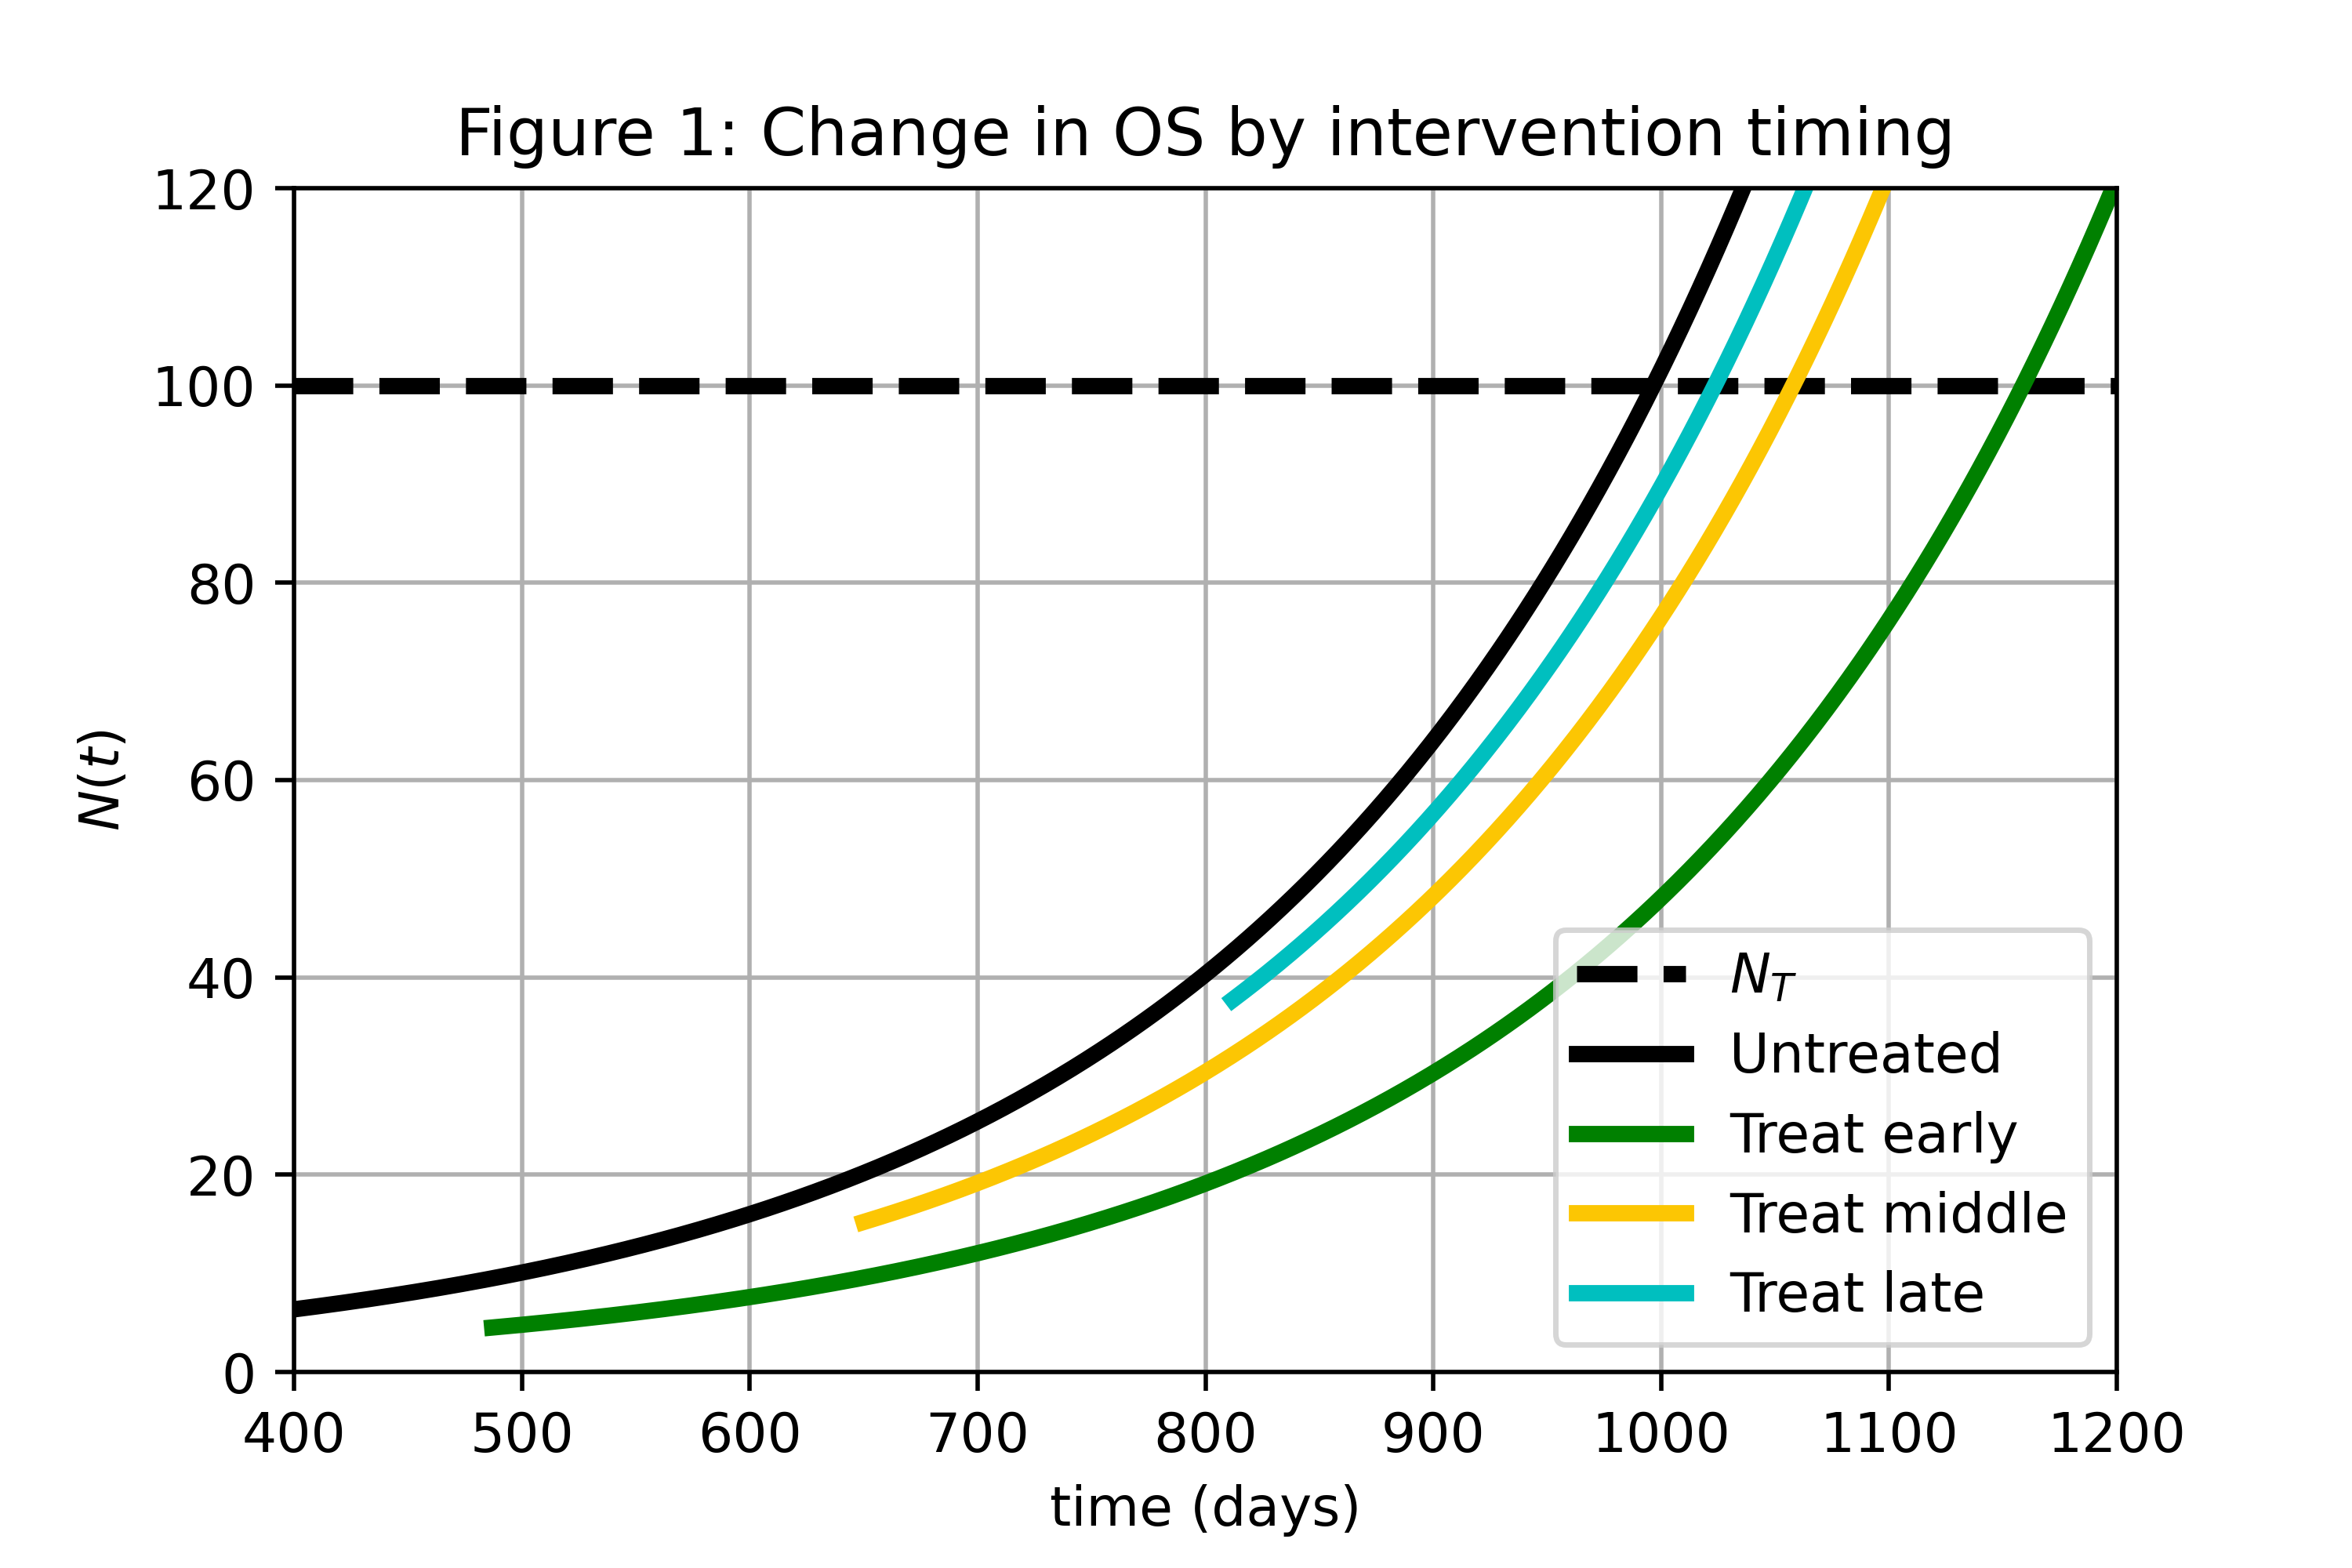 Figure 1: Change in OS by intervention timing
120
100
80
60
40
20
0
N(t)
400 500 600 700 800 900 1000 1100 1200
time (days)
N_T
Untreated
Treat early
Treat middle
Treat late